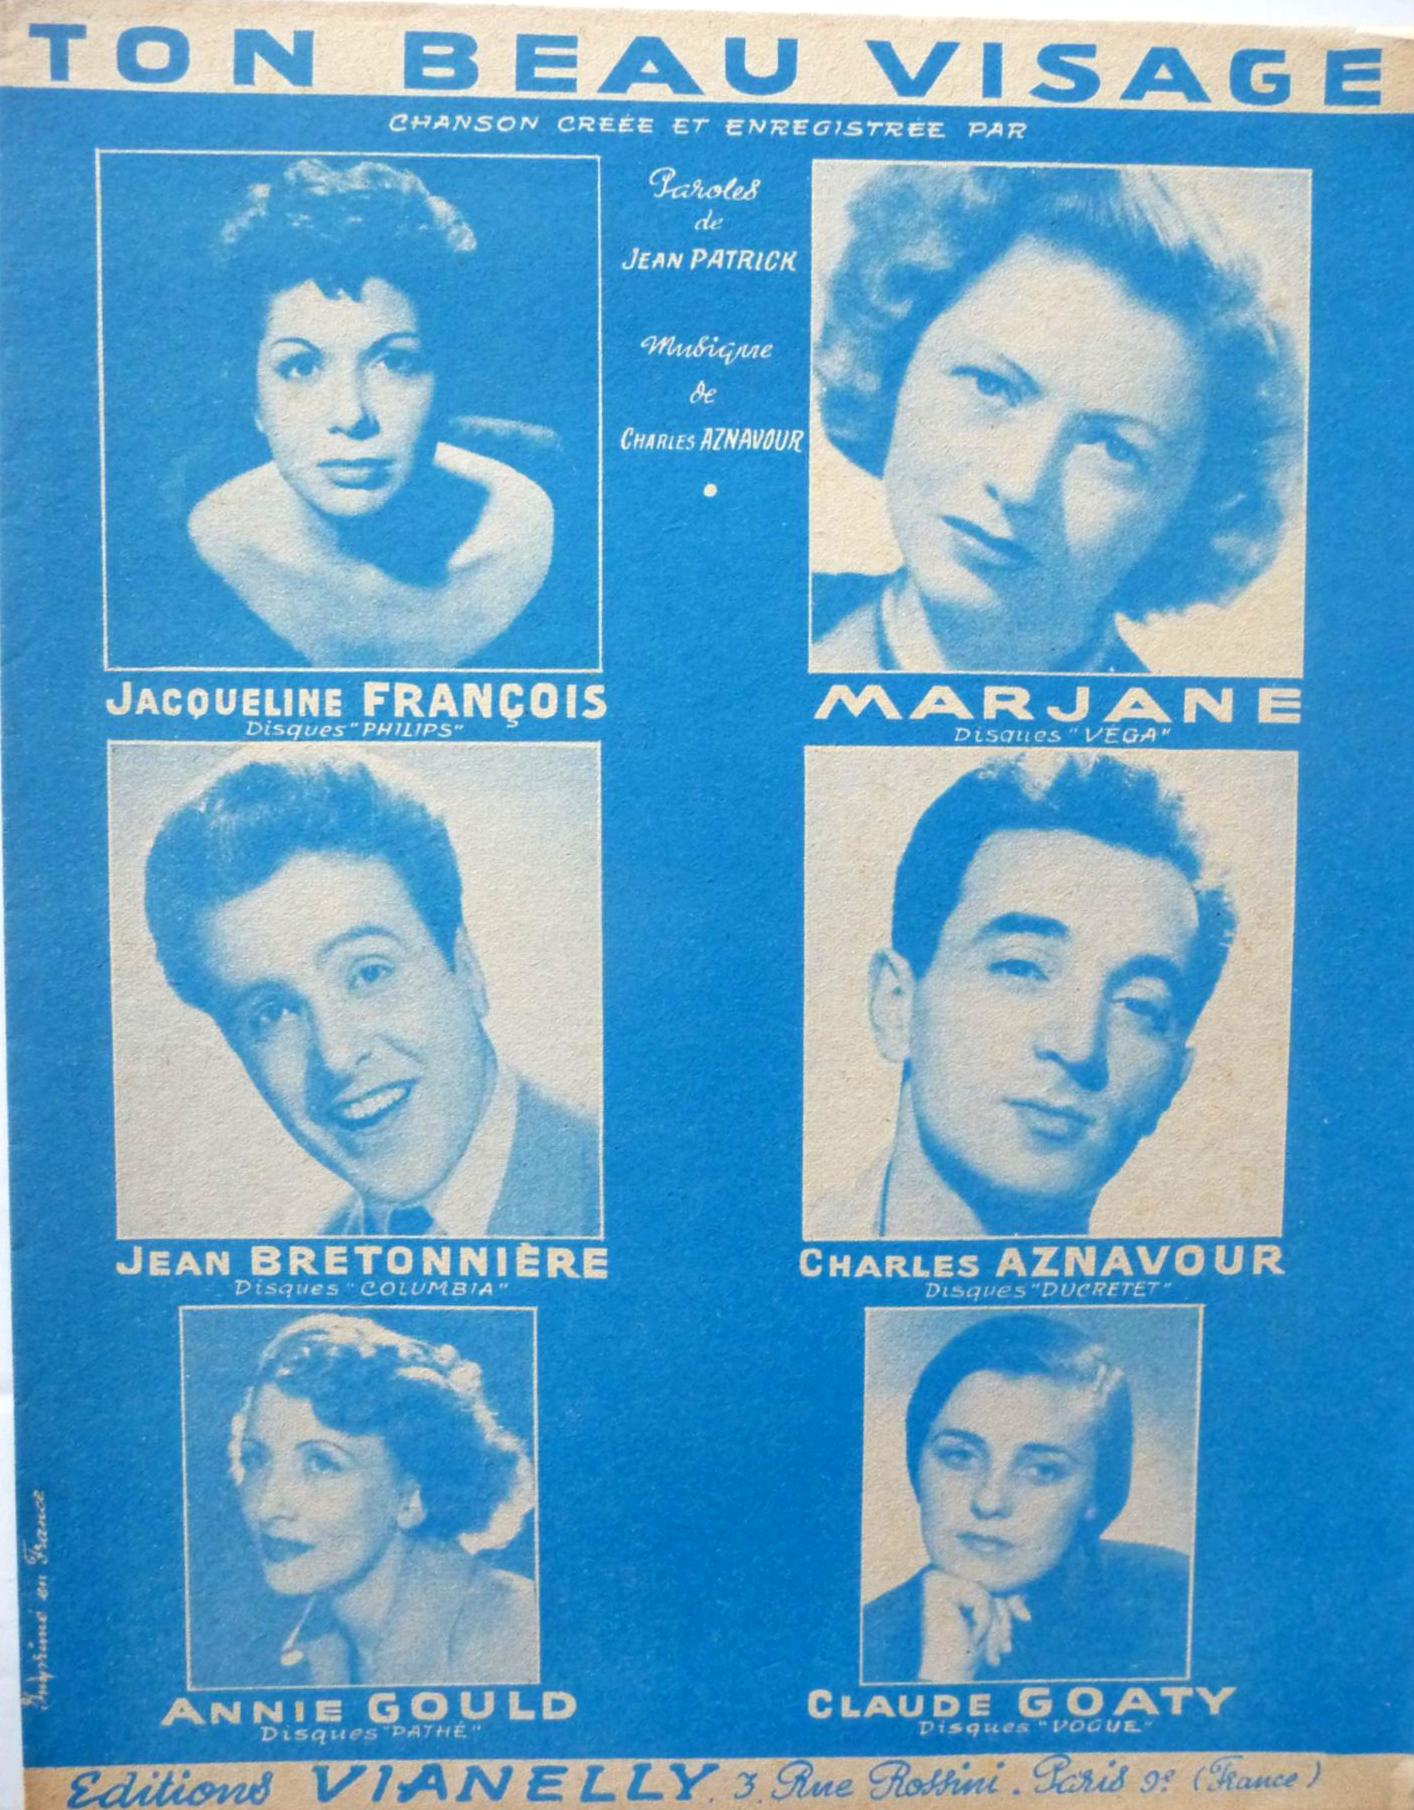 TON BEAU VISAGE
CHANSON CRÉÉE ET ENREGISTRÉE PAR
Paroles
de
JEAN PATRICK
Musique
de
CHARLES AZNAVOUR
JACQUELINE FRANÇOIS
Disques "PHILIPS"
MARJANE
Disques "VÉGA"
JEAN BRETONNIÈRE
Disques "COLUMBIA"
CHARLES AZNAVOUR
Disques "DUCRETET"
ANNIE GOULD
Disques "PATHÉ"
CLAUDE GOATY
Disques "VOGUE"
Imprimé en France
Editions VIANELLY. 3, Rue Rossini. Paris 9e (France)